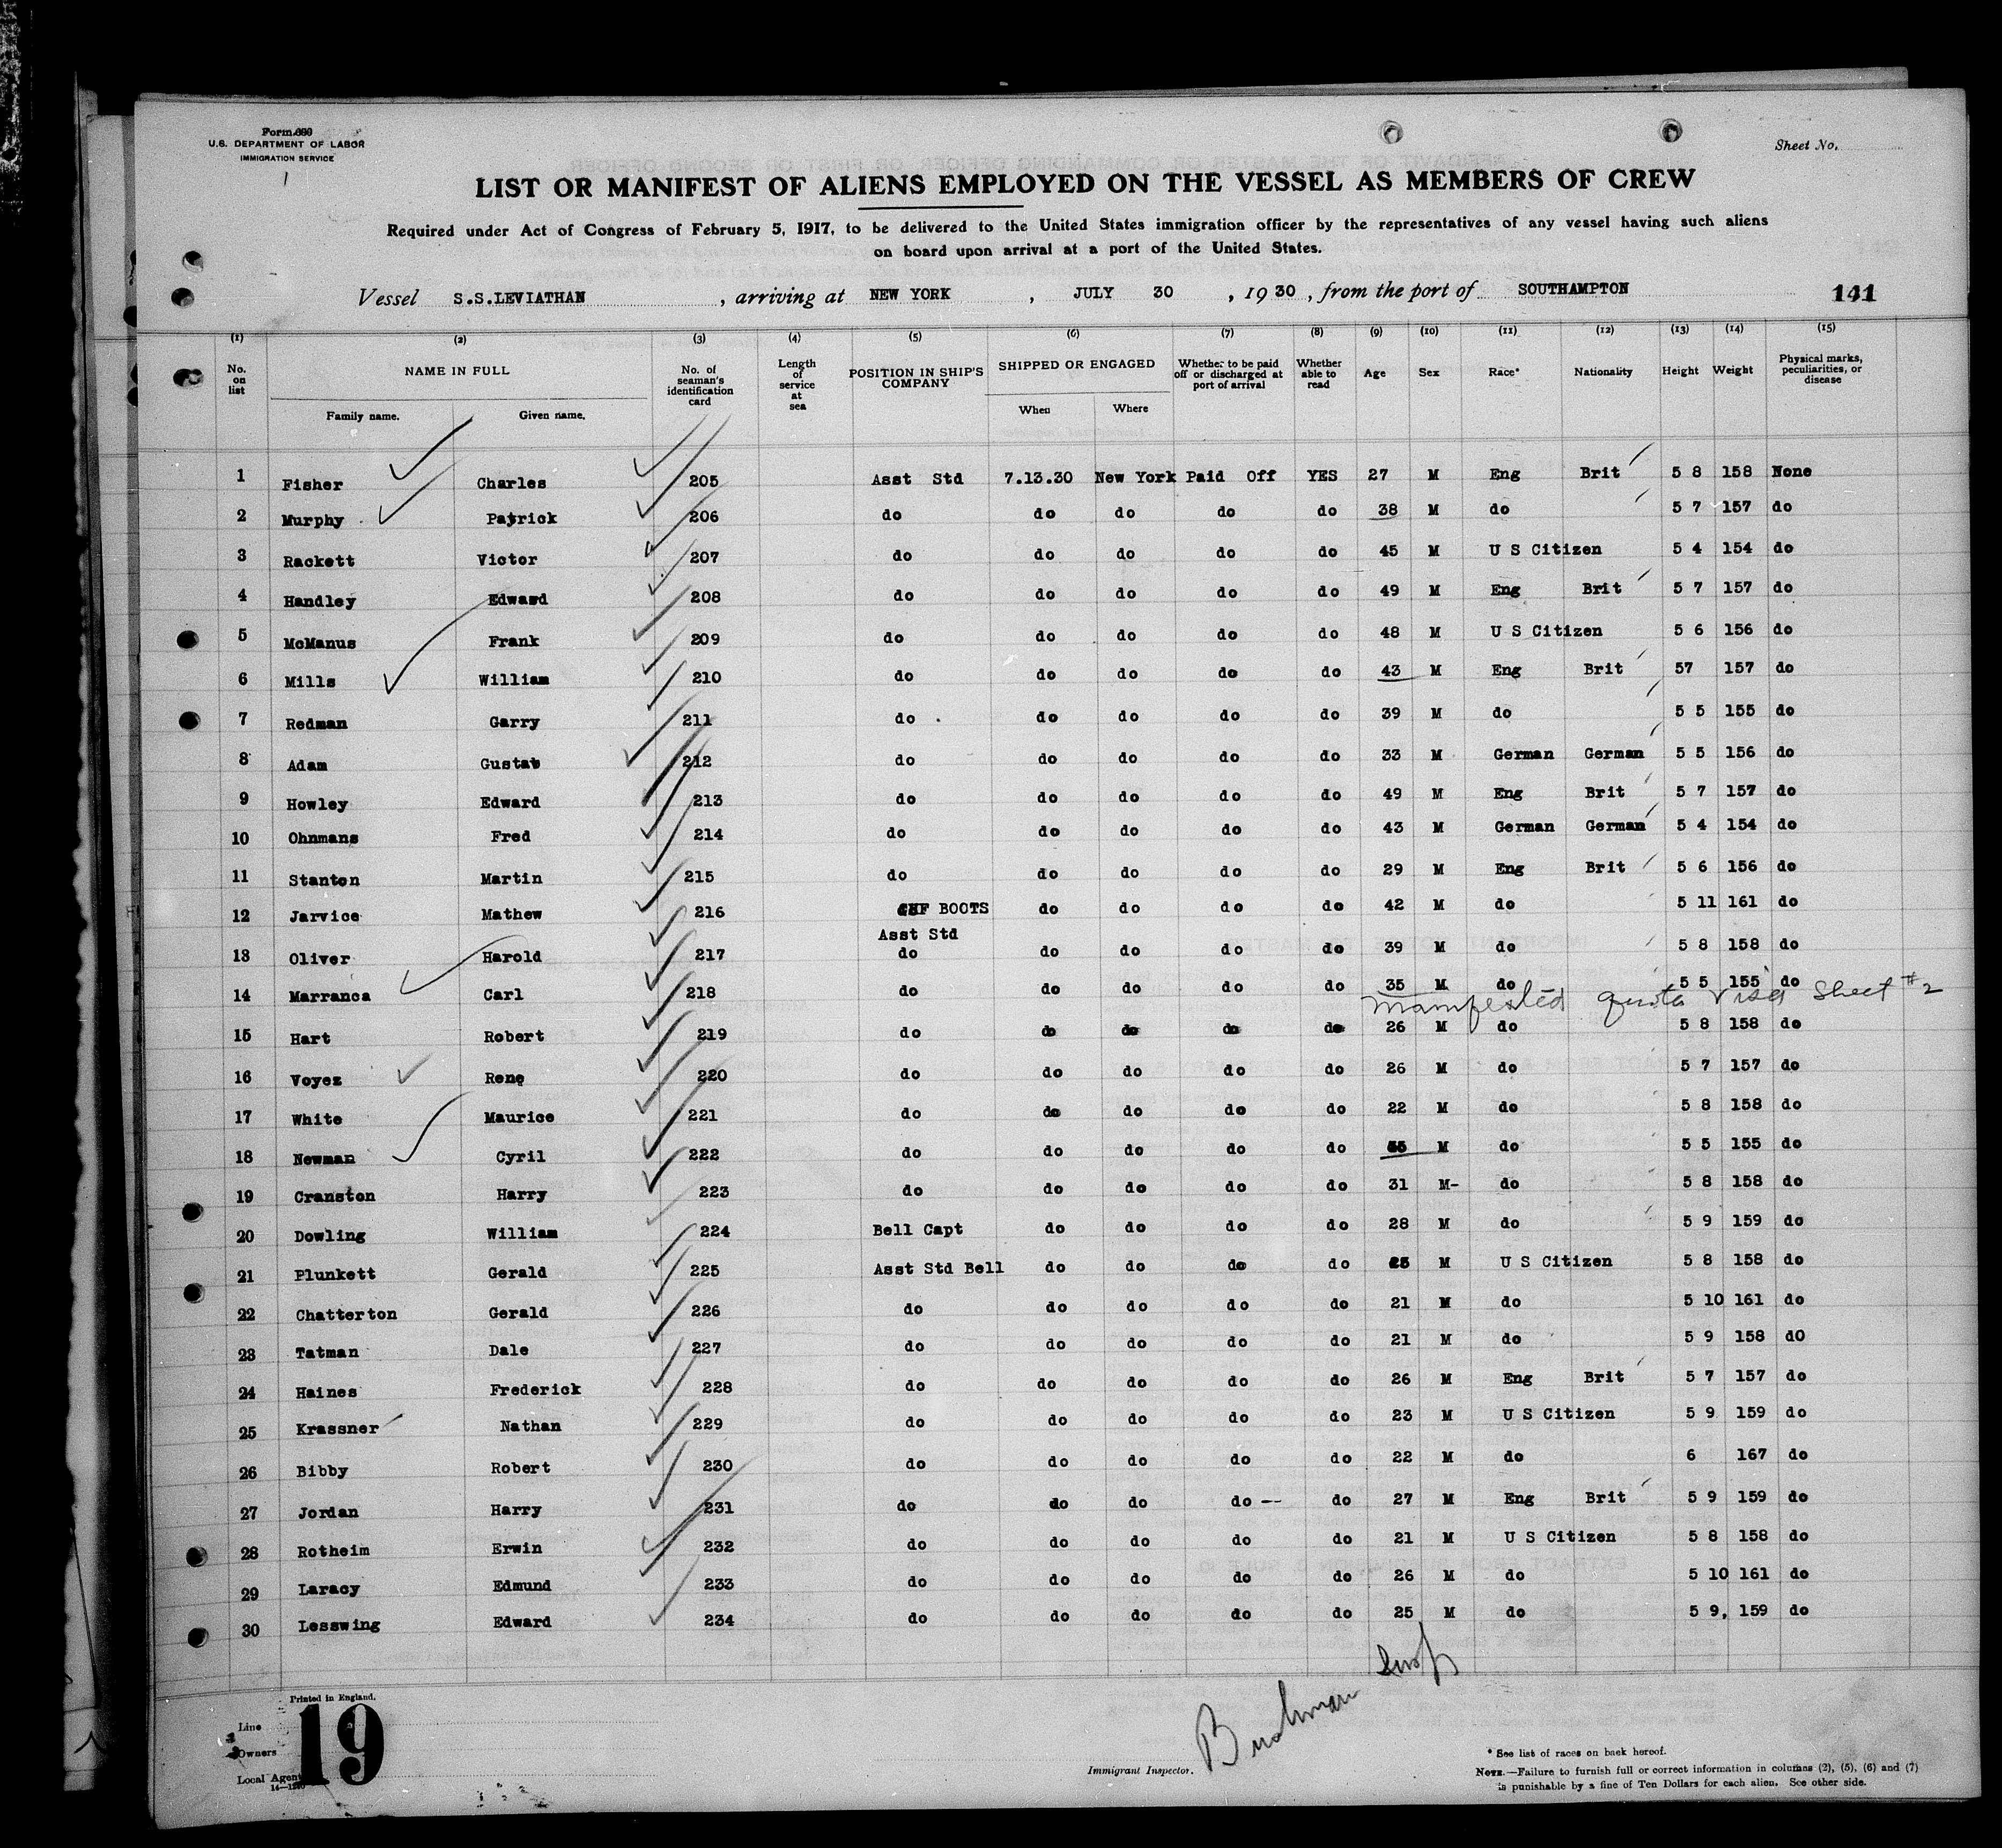 Form 680
U.S. DEPARTMENT OF LABOR
IMMIGRATION SERVICE
Sheet No.
LIST OR MANIFEST OF ALIENS EMPLOYED ON THE VESSEL AS MEMBERS OF CREW
Required under Act of Congress of February 5, 1917, to be delivered to the United States immigration officer by the representatives of any vessel having such aliens
on board upon arrival at a port of the United States.
Vessel S.S.LEVIATHAN , arriving at NEW YORK , JULY 30 , 1930 , from the port of SOUTHAMPTON 141
(1) (2) (3) (4) (5) (6) (7) (8) (9) (10) (11) (12) (13) (14) (15)
No. on list NAME IN FULL No. of seaman's identification card Length of service at sea POSITION IN SHIP'S COMPANY SHIPPED OR ENGAGED Whether to be paid off or discharged at port of arrival Whether able to read Age Sex Race* Nationality Height Weight Physical marks, peculiarities, or disease
Family name. Given name. When Where
1 Fisher Charles 205 Asst Std 7.13.30 New York Paid Off YES 27 M Eng Brit 5 8 158 None
2 Murphy Patrick 206 do do do do do 38 M do 5 7 157 do
3 Rackett Victor 207 do do do do do 45 M U S Citizen 5 4 154 do
4 Handley Edward 208 do do do do do 49 M Eng Brit 5 7 157 do
5 McManus Frank 209 do do do do do 48 M U S Citizen 5 6 156 do
6 Mills William 210 do do do do do 43 M Eng Brit 57 157 do
7 Redman Garry 211 do do do do do 39 M do 5 5 155 do
8 Adam Gustav 212 do do do do do 33 M German German 5 5 156 do
9 Howley Edward 213 do do do do do 49 M Eng Brit 5 7 157 do
10 Ohnmans Fred 214 do do do do do 43 M German German 5 4 154 do
11 Stanton Martin 215 do do do do do 29 M Eng Brit 5 6 156 do
12 Jarvice Mathew 216 BOOTS do do do do 42 M do 5 11 161 do
Asst Std
13 Oliver Harold 217 do do do do do 39 M do 5 8 158 do
14 Marranca Carl 218 do do do do do 35 M do 5 5 155 do
Manifested quota visa Sheet #2
15 Hart Robert 219 do do do do do 26 M do 5 8 158 do
16 Voyez Rene 220 do do do do do 26 M do 5 7 157 do
17 White Maurice 221 do do do do do 22 M do 5 8 158 do
18 Newman Cyril 222 do do do do do M do 5 5 155 do
19 Cranston Harry 223 do do do do do 31 M- do 5 8 158 do
20 Dowling William 224 Bell Capt do do do do 28 M do 5 9 159 do
21 Plunkett Gerald 225 Asst Std Bell do do do do 25 M U S Citizen 5 8 158 do
22 Chatterton Gerald 226 do do do do do 21 M do 5 10 161 do
23 Tatman Dale 227 do do do do do 21 M do 5 9 158 dO
24 Haines Frederick 228 do do do do do 26 M Eng Brit 5 7 157 do
25 Krassner Nathan 229 do do do do do 23 M U S Citizen 5 9 159 do
26 Bibby Robert 230 do do do do do 22 M do 6 167 do
27 Jordan Harry 231 do do do do -- do 27 M Eng Brit 5 9 159 do
28 Rotheim Erwin 232 do do do do do 21 M U S Citizen 5 8 158 do
29 Laracy Edmund 233 do do do do do 26 M do 5 10 161 do
30 Lesswing Edward 234 do do do do do 25 M do 5 9, 159 do
Printed in England.
19
Line
Owners
Local Agent
Immigrant Inspector.
* See list of races on back hereof.
NOTE.—Failure to furnish full or correct information in columns (2), (5), (6) and (7)
is punishable by a fine of Ten Dollars for each alien. See other side.